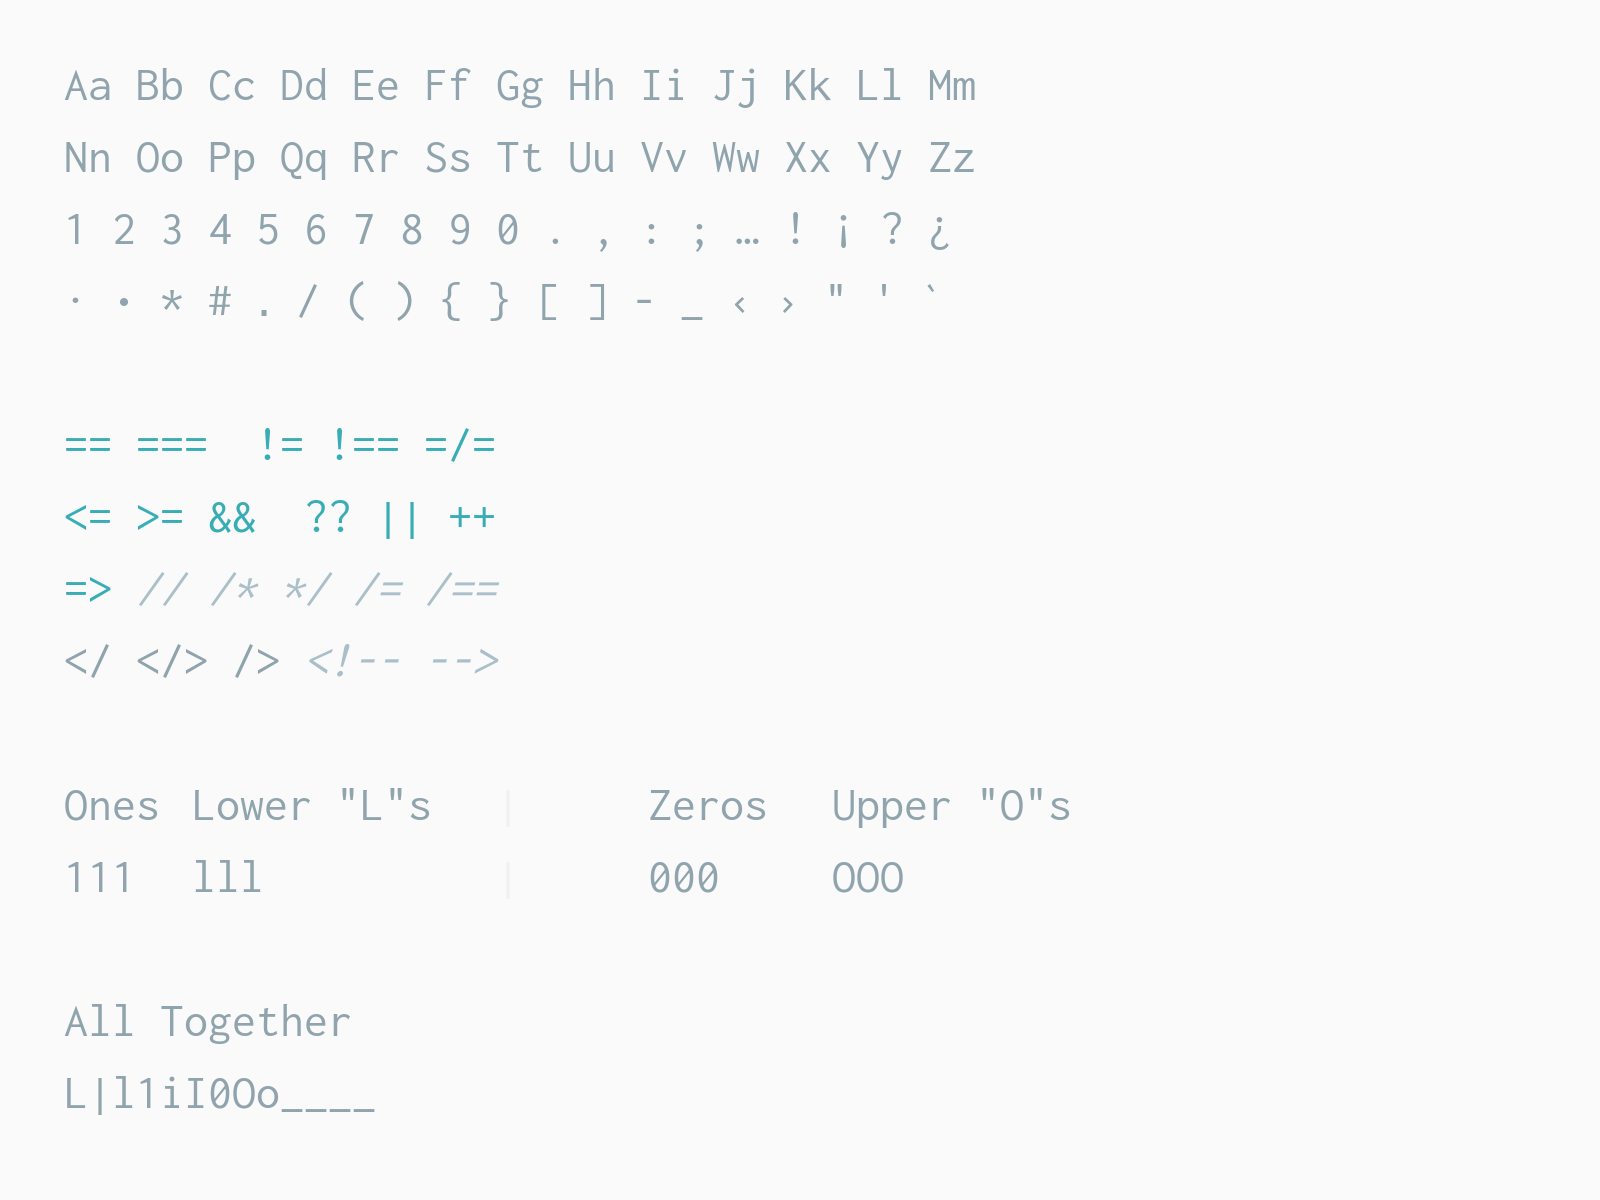 Aa Bb Cc Dd Ee Ff Gg Hh Ii Jj Kk Ll Mm
Nn Oo Pp Qq Rr Ss Tt Uu Vv Ww Xx Yy Zz
1 2 3 4 5 6 7 8 9 0 . , : ; … ! ¡ ? ¿
· • * # . / ( ) { } [ ] - _ ‹ › " ' `
== ===  != !== =/=
<= >= &&  ?? || ++
=> // /* */ /= /==
</ </> /> <!-- -->
Ones Lower "L"s | Zeros Upper "O"s
111 lll | 000 OOO
All Together
L|l1iI0Oo____